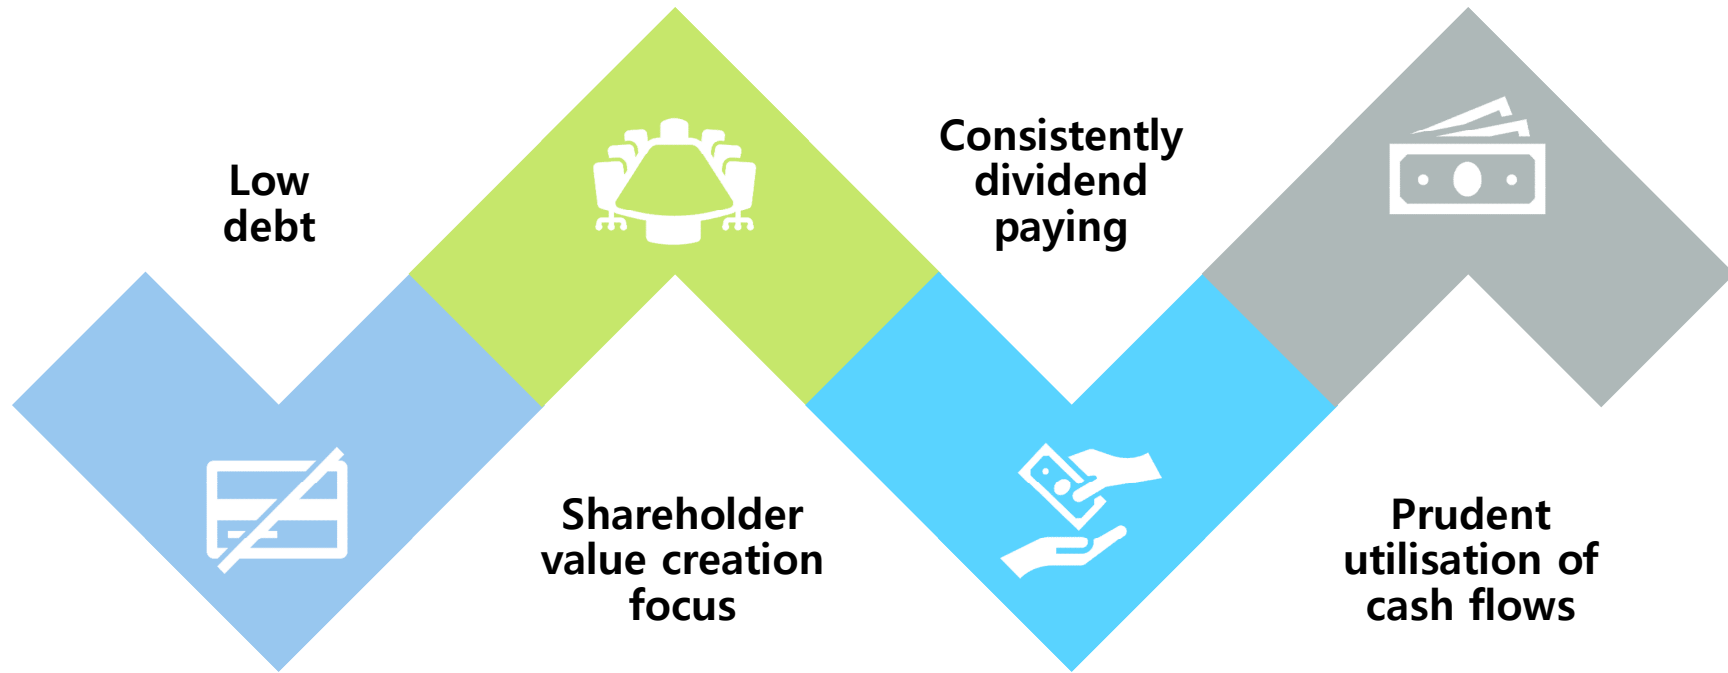 Low
debt
Shareholder
value creation
focus
Consistently
dividend
paying
Prudent
utilisation of
cash flows